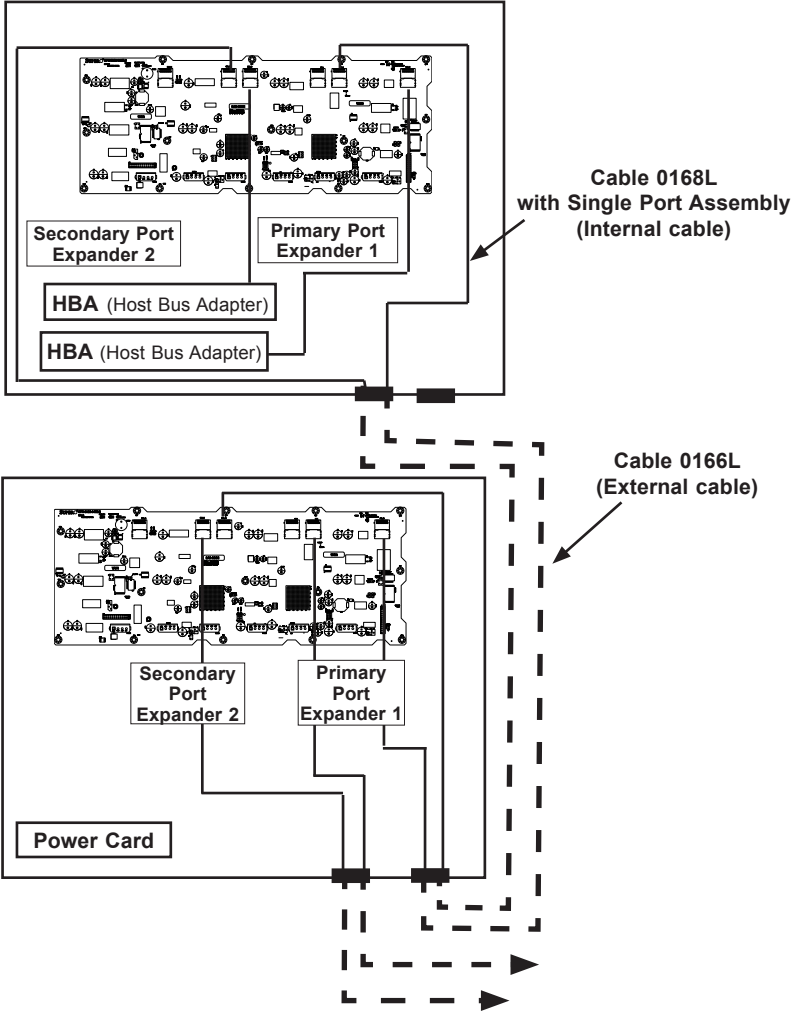 Cable 0168L
with Single Port Assembly
(Internal cable)
Secondary Port
Expander 2
Primary Port
Expander 1
HBA (Host Bus Adapter)
HBA (Host Bus Adapter)
Cable 0166L
(External cable)
Secondary
Port
Expander 2
Primary
Port
Expander 1
Power Card